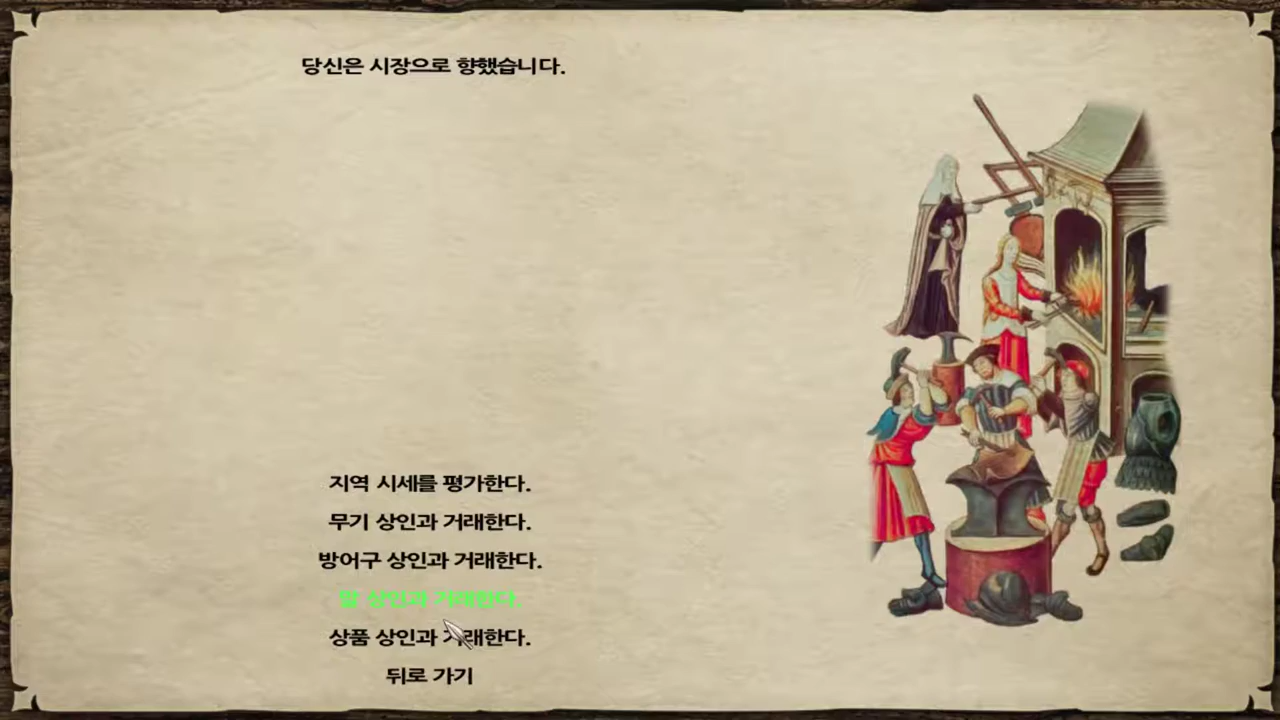 당신은 시장으로 향했습니다.
지역 시세를 평가한다.
무기 상인과 거래한다.
방어구 상인과 거래한다.
말 상인과 거래한다.
상품 상인과 거래한다.
뒤로 가기